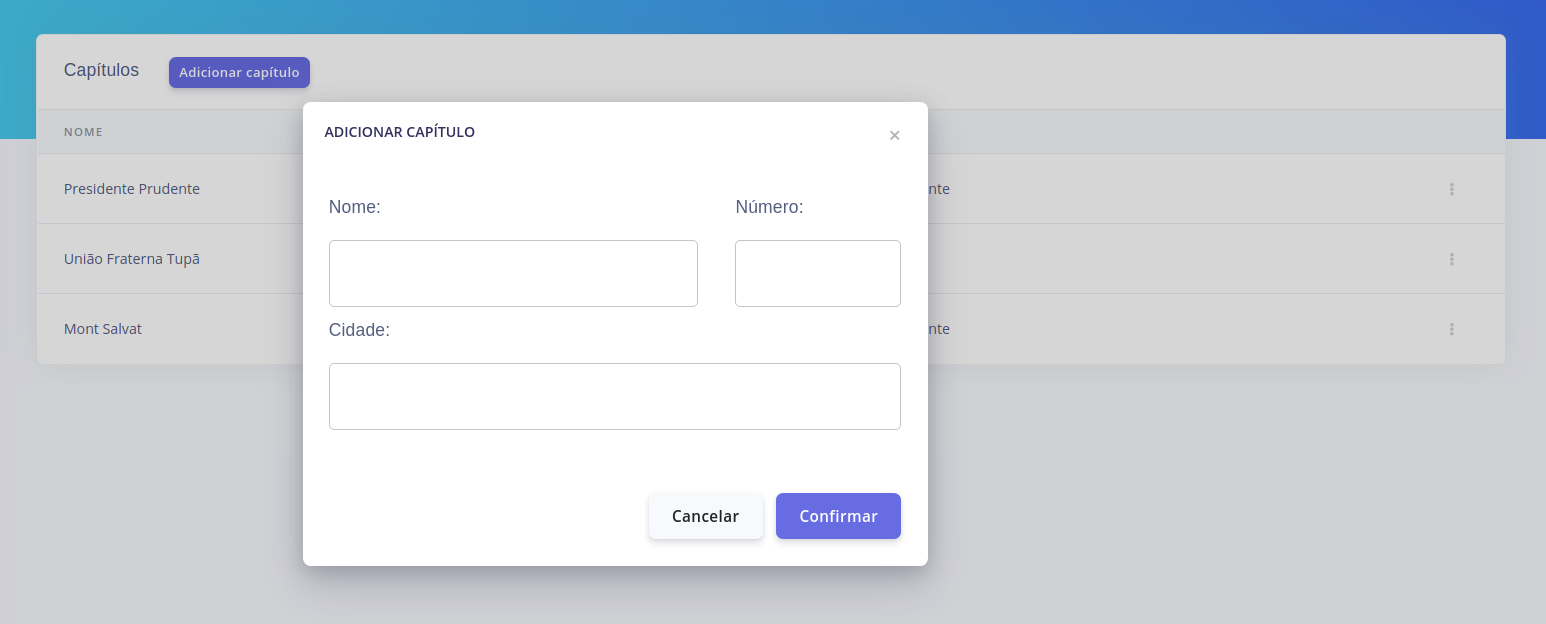 Capítulos
Adicionar capítulo
NOME
Presidente Prudente
União Fraterna Tupã
Mont Salvat
ADICIONAR CAPÍTULO
×
Nome:
Número:
Cidade:
Cancelar
Confirmar
nte
nte